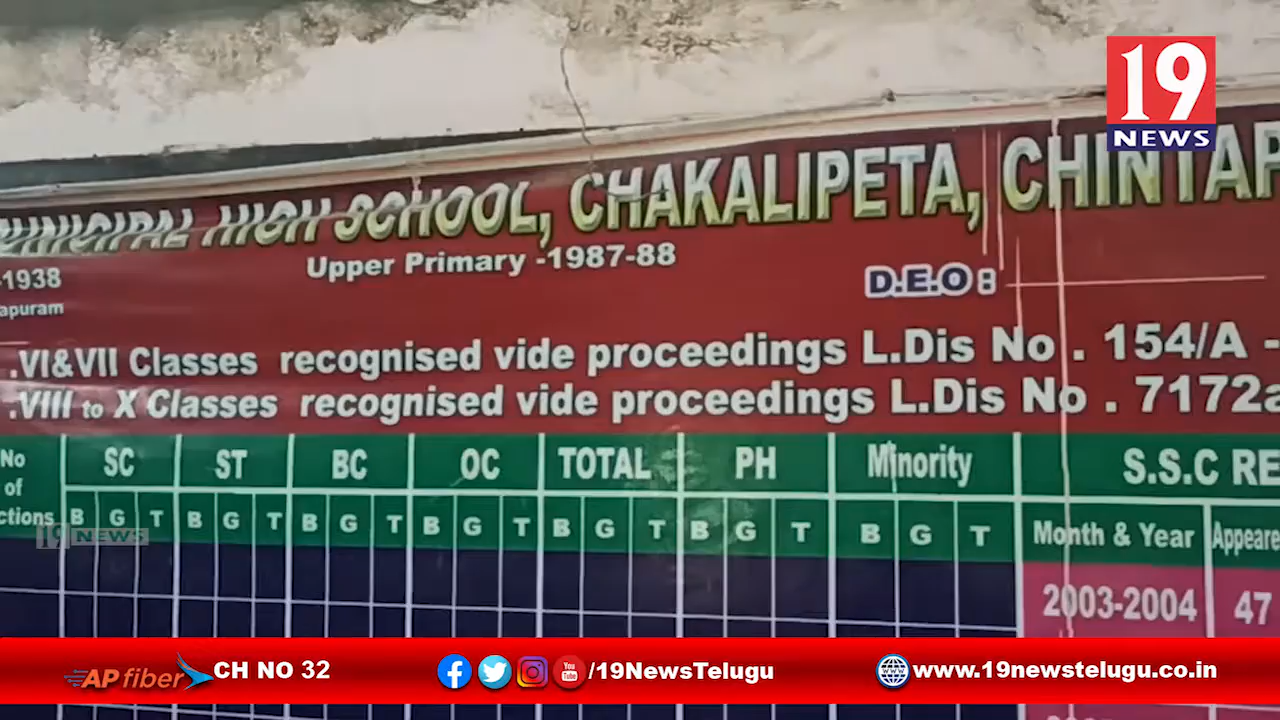 19
NEWS
MUNICIPAL HIGH SCHOOL, CHAKALIPETA, CHINTAP
-1938
Upper Primary -1987-88
D.E.O :
apuram
.VI&VII Classes recognised vide proceedings L.Dis No . 154/A -
.VIII to X Classes recognised vide proceedings L.Dis No . 7172a
No of ctions SC ST BC OC TOTAL PH Minority S.S.C RE
B G T B G T B G T B G T B G T B G T B G T Month & Year Appeare
19 NEWS
2003-2004 47
AP fiber CH NO 32 /19NewsTelugu www.19newstelugu.co.in